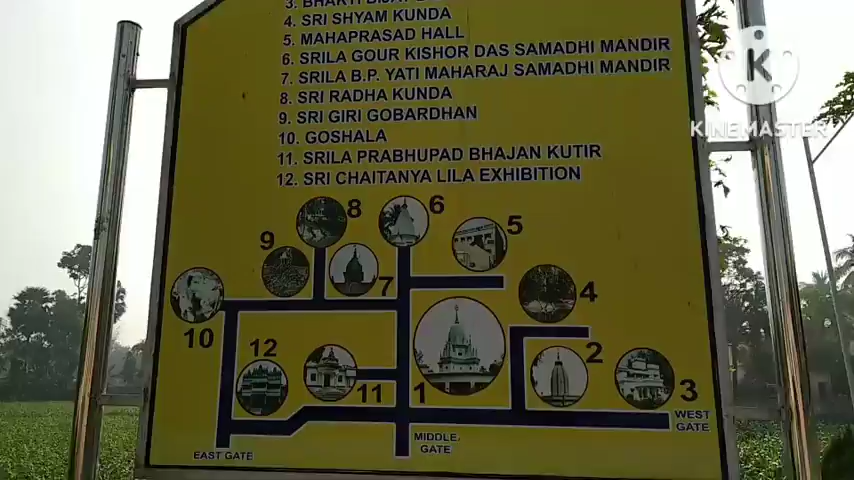 3. BHAKTI
4. SRI SHYAM KUNDA
5. MAHAPRASAD HALL
6. SRILA GOUR KISHOR DAS SAMADHI MANDIR
7. SRILA B.P. YATI MAHARAJ SAMADHI MANDIR
8. SRI RADHA KUNDA
9. SRI GIRI GOBARDHAN
10. GOSHALA
11. SRILA PRABHUPAD BHAJAN KUTIR
12. SRI CHAITANYA LILA EXHIBITION
8
6
5
9
7
4
10
12
11
1
2
3
WEST GATE
MIDDLE GATE
EAST GATE
K
KINEMASTER